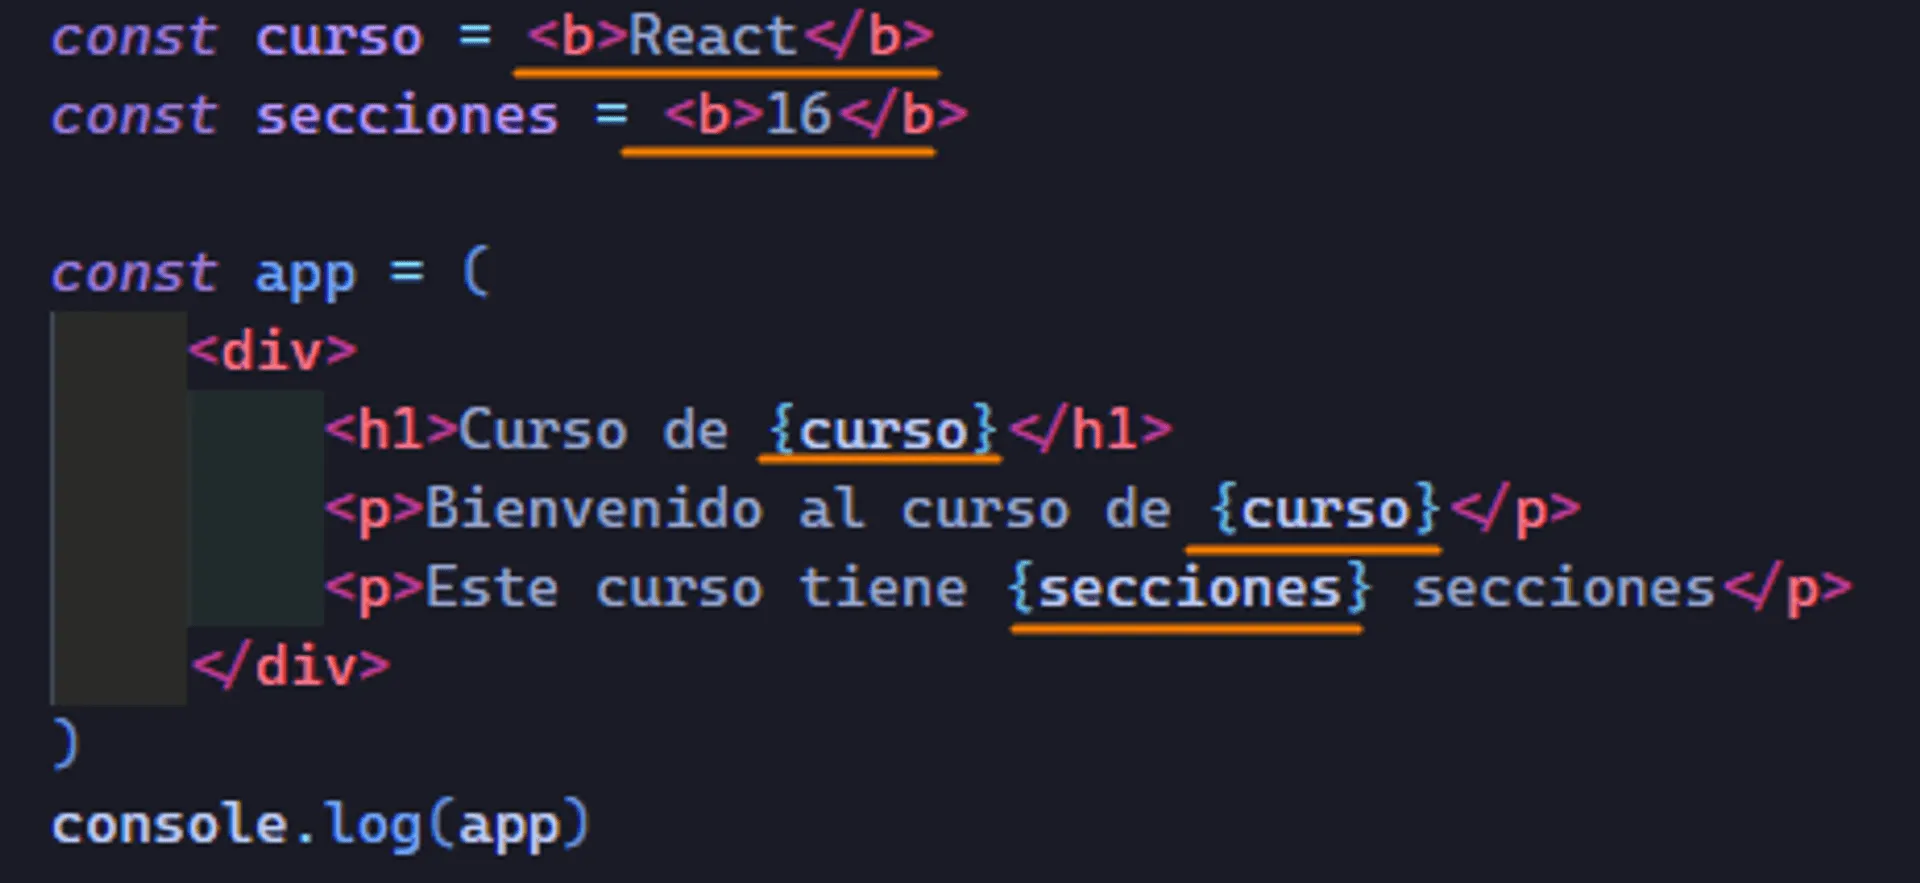 const curso = <b>React</b>
const secciones = <b>16</b>
const app = (
<div>
<h1>Curso de {curso}</h1>
<p>Bienvenido al curso de {curso}</p>
<p>Este curso tiene {secciones} secciones</p>
</div>
)
console.log(app)